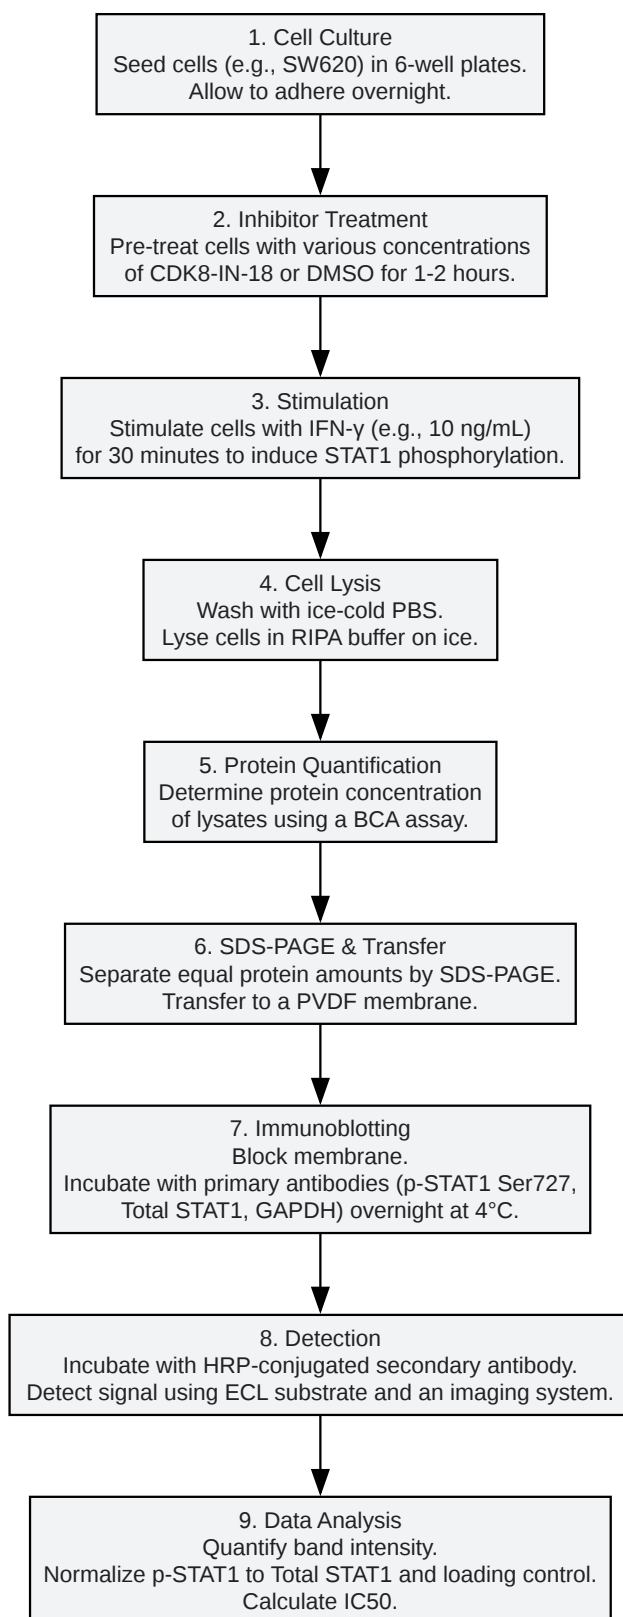 1. Cell Culture
Seed cells (e.g., SW620) in 6-well plates.
Allow to adhere overnight.
2. Inhibitor Treatment
Pre-treat cells with various concentrations
of CDK8-IN-18 or DMSO for 1-2 hours.
3. Stimulation
Stimulate cells with IFN-γ (e.g., 10 ng/mL)
for 30 minutes to induce STAT1 phosphorylation.
4. Cell Lysis
Wash with ice-cold PBS.
Lyse cells in RIPA buffer on ice.
5. Protein Quantification
Determine protein concentration
of lysates using a BCA assay.
6. SDS-PAGE & Transfer
Separate equal protein amounts by SDS-PAGE.
Transfer to a PVDF membrane.
7. Immunoblotting
Block membrane.
Incubate with primary antibodies (p-STAT1 Ser727,
Total STAT1, GAPDH) overnight at 4°C.
8. Detection
Incubate with HRP-conjugated secondary antibody.
Detect signal using ECL substrate and an imaging system.
9. Data Analysis
Quantify band intensity.
Normalize p-STAT1 to Total STAT1 and loading control.
Calculate IC50.